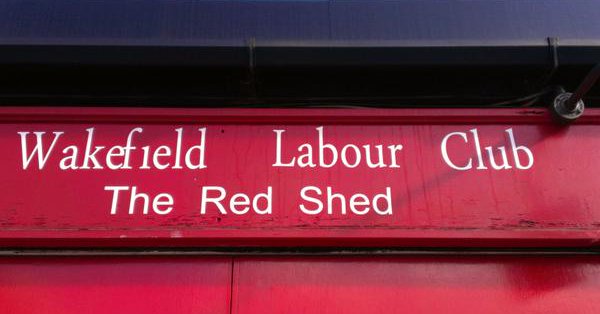 Wakefield Labour Club
The Red Shed